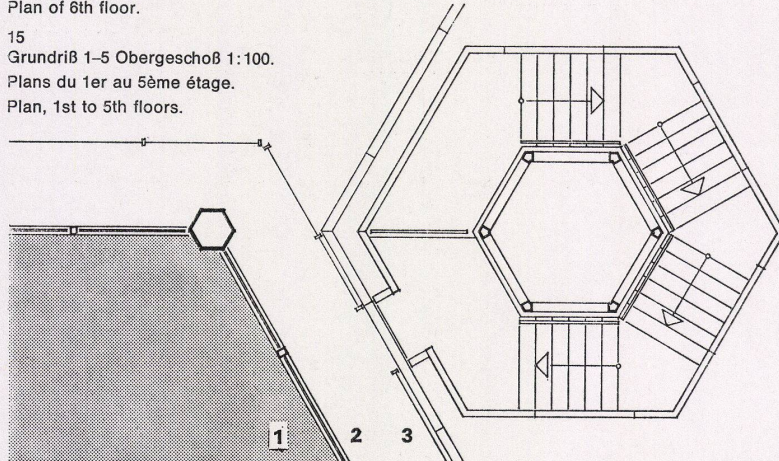 Plan of 6th floor.
15
Grundriß 1–5 Obergeschoß 1:100.
Plans du 1er au 5ème étage.
Plan, 1st to 5th floors.
1 2 3